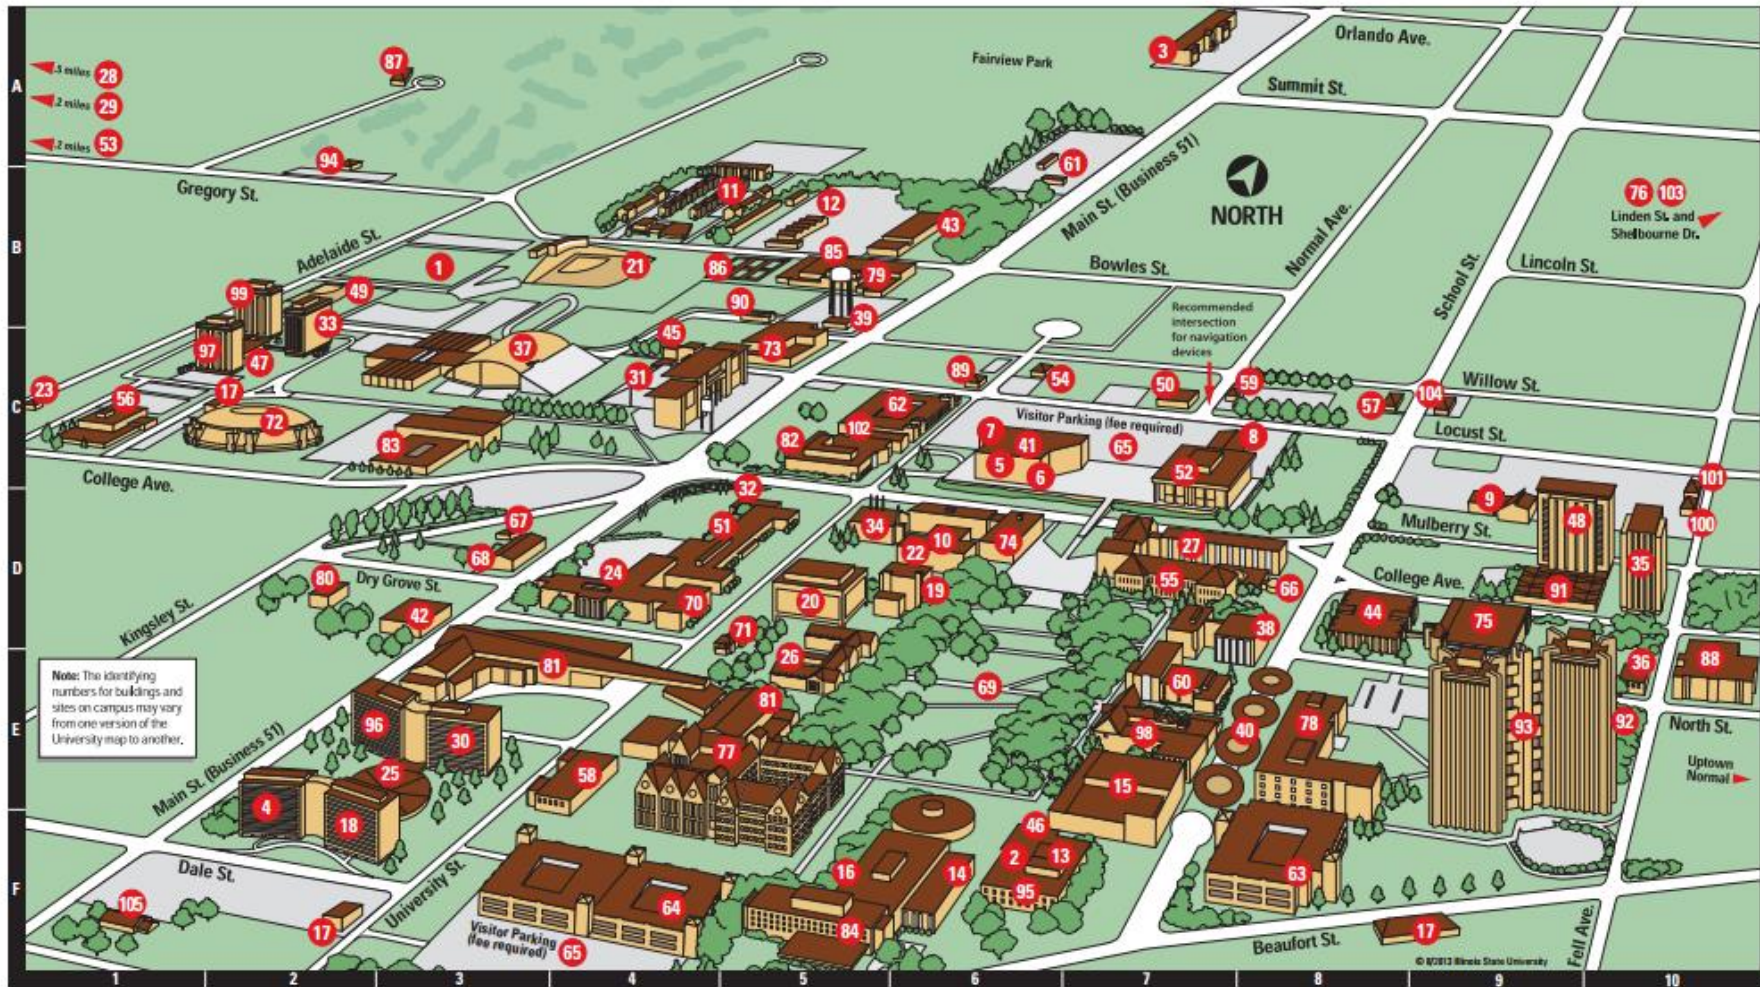 Orlando Ave.
3
Fairview Park
87
A
.5 miles 28
.2 miles 29
Summit St.
.2 miles 53
94
61
Main St. (Business 51)
Gregory St.
11
12
NORTH
76 103
Linden St. and
Shelbourne Dr.
43
Normal Ave.
B
Adelaide St.
85
1
21
86
79
Bowles St.
School St.
Lincoln St.
99
49
90
33
39
Recommended
intersection
for navigation
devices
45
73
97
47
37
31
89
54
50
59
Willow St.
23
56
17
C
72
62
57
104
Visitor Parking (fee required)
102
7
41
65
8
Locust St.
83
82
5
6
52
College Ave.
32
101
9
67
51
34
48
100
Mulberry St.
10
74
27
22
68
D
24
College Ave.
35
80
Dry Grove St.
55
66
19
91
20
70
42
44
Kingsley St.
71
38
75
26
81
36
88
Note: The identifying
numbers for buildings and
sites on campus may vary
from one version of the
University map to another.
69
60
81
96
92
E
30
98
40
78
93
North St.
77
Main St. (Business 51)
25
58
Uptown
Normal
15
4
18
46
2
13
Dale St.
16
14
63
F
University St.
95
64
105
17
84
Visitor Parking
(fee required)
65
17
Beaufort St.
Fell Ave.
© 8/2013 Illinois State University
1 2 3 4 5 6 7 8 9 10